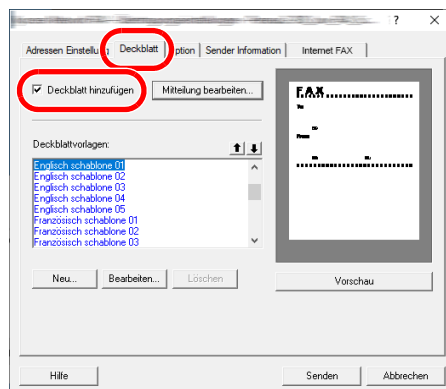 ? X
Adressen Einstellu Deckblatt ption Sender Information Internet FAX
Deckblatt hinzufügen Mitteilung bearbeiten...
FAX
To
From
Deckblattvorlagen:
Englisch schablone 01
Englisch schablone 02
Englisch schablone 03
Englisch schablone 04
Englisch schablone 05
Französisch schablone 01
Französisch schablone 02
Französisch schablone 03
Neu... Bearbeiten... Löschen Vorschau
Hilfe Senden Abbrechen